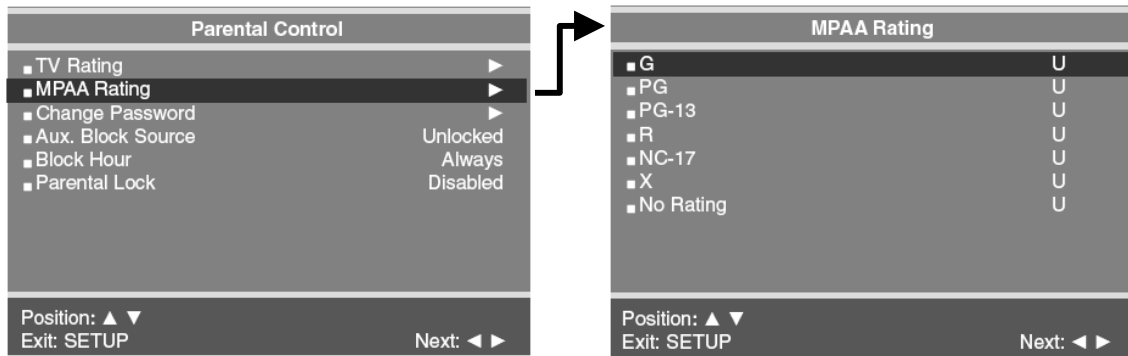 Parental Control
■ TV Rating ►
■ MPAA Rating ►
■ Change Password ►
■ Aux. Block Source Unlocked
■ Block Hour Always
■ Parental Lock Disabled
Position: ▲ ▼
Exit: SETUP Next: ◄ ►
MPAA Rating
■ G U
■ PG U
■ PG-13 U
■ R U
■ NC-17 U
■ X U
■ No Rating U
Position: ▲ ▼
Exit: SETUP Next: ◄ ►